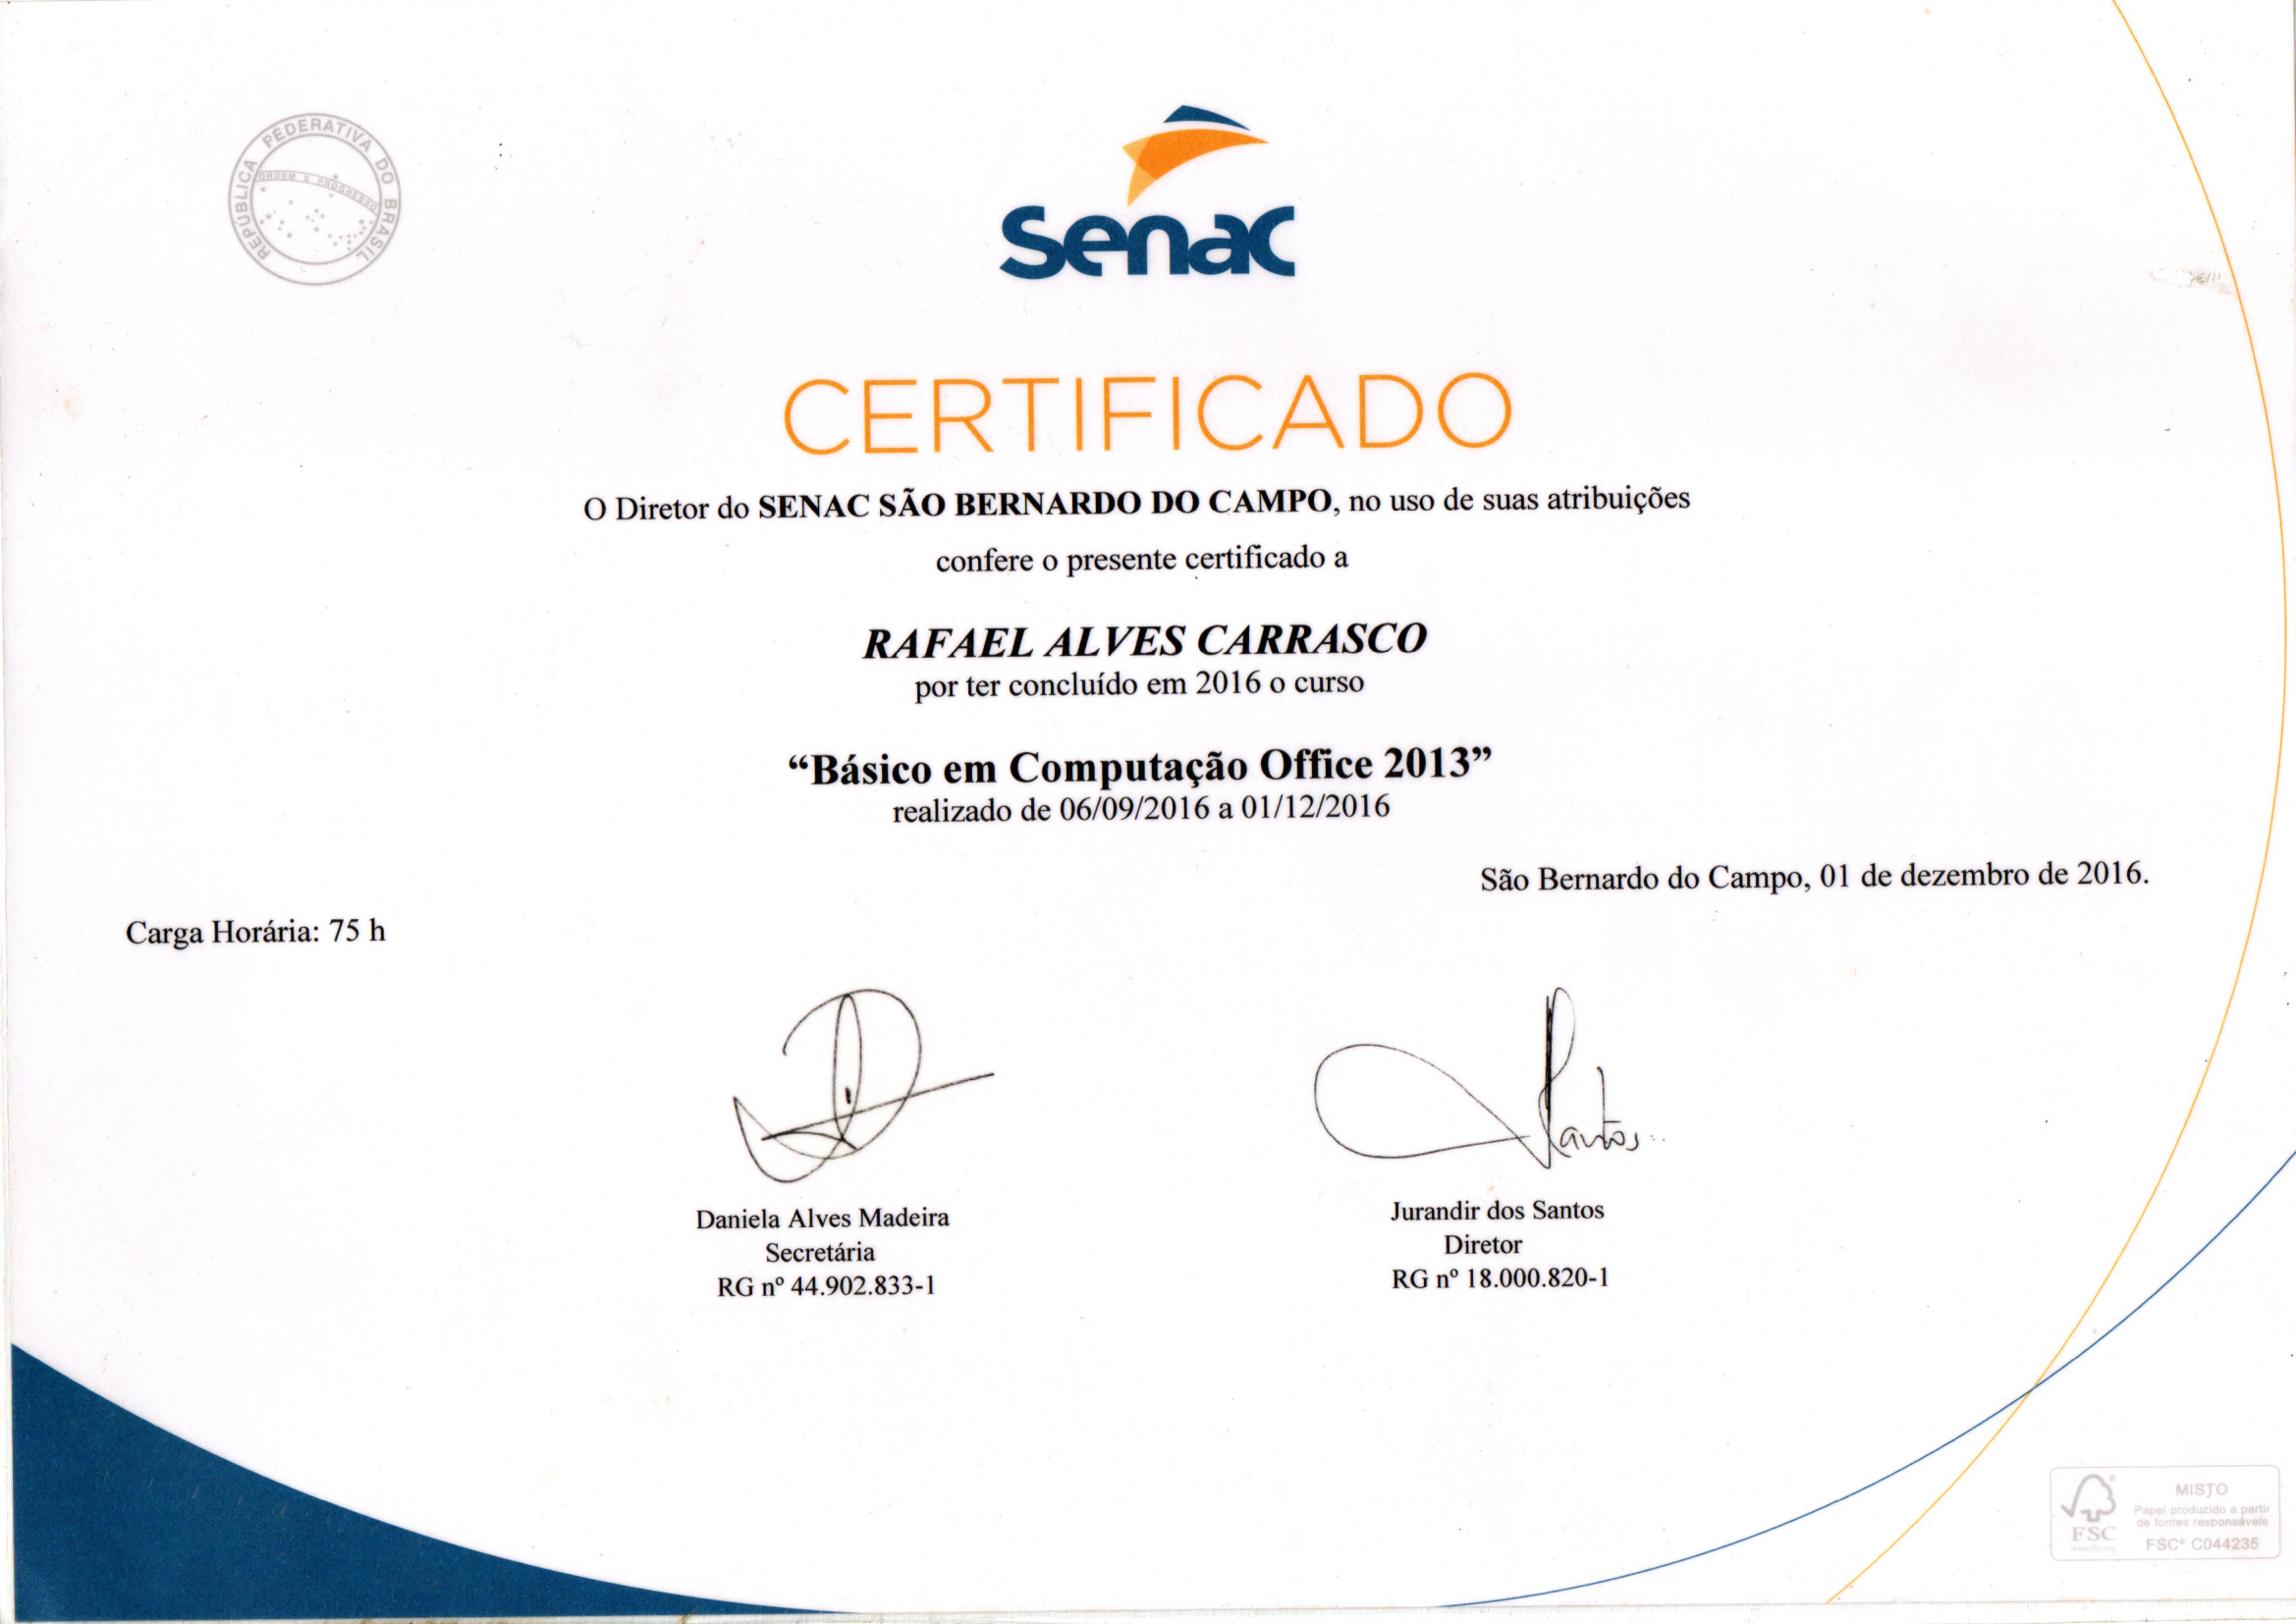 REPÚBLICA FEDERATIVA DO BRASIL
ORDEM E PROGRESSO
Senac
CERTIFICADO
O Diretor do SENAC SÃO BERNARDO DO CAMPO, no uso de suas atribuições
confere o presente certificado a
RAFAEL ALVES CARRASCO
por ter concluído em 2016 o curso
“Básico em Computação Office 2013”
realizado de 06/09/2016 a 01/12/2016
São Bernardo do Campo, 01 de dezembro de 2016.
Carga Horária: 75 h
Santos
Daniela Alves Madeira
Secretária
RG nº 44.902.833-1
Jurandir dos Santos
Diretor
RG nº 18.000.820-1
FSC
www.fsc.org
MISTO
Papel produzido a partir
de fontes responsáveis
FSC® C044235